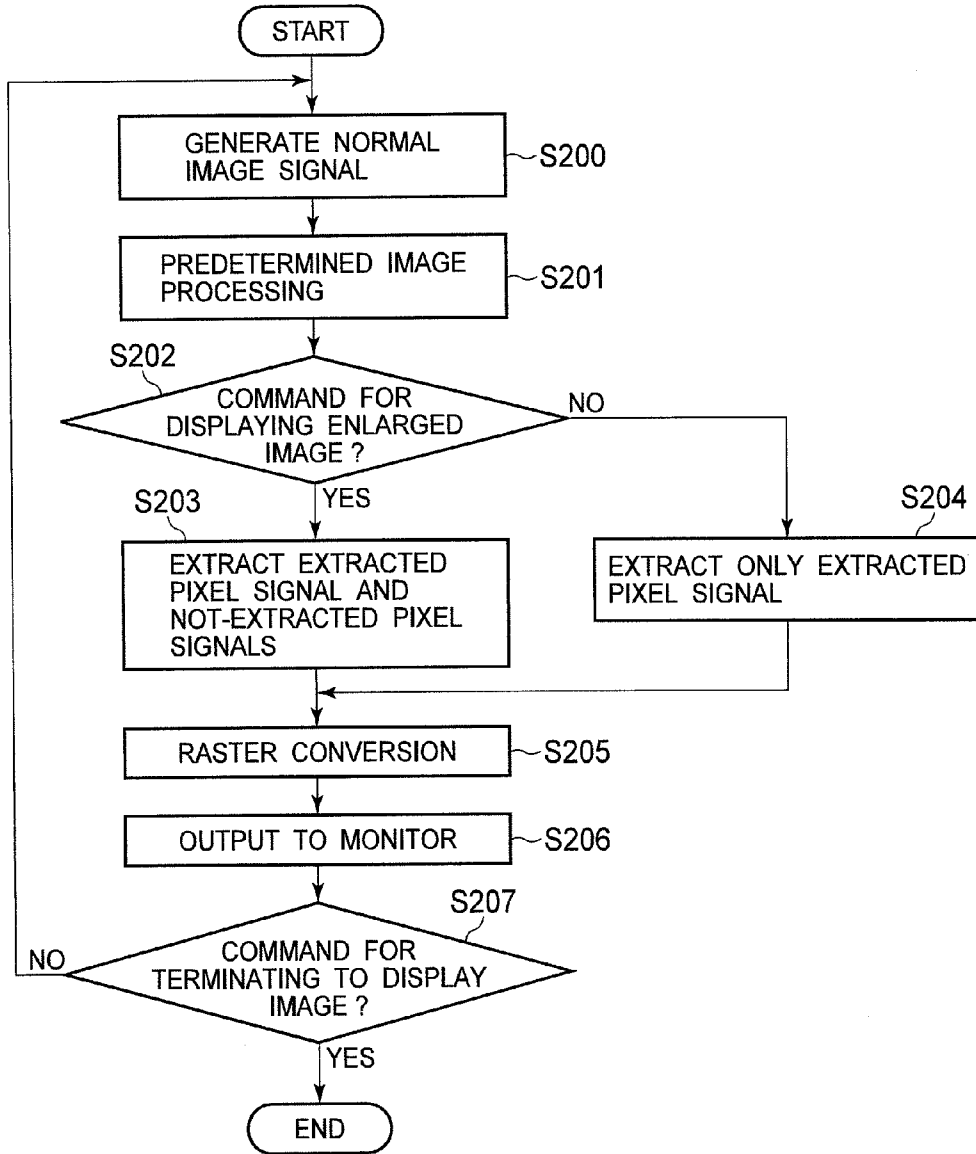 START
GENERATE NORMAL
IMAGE SIGNAL
S200
PREDETERMINED IMAGE
PROCESSING
S201
S202
COMMAND FOR
DISPLAYING ENLARGED
IMAGE ?
NO
YES
S203
EXTRACT EXTRACTED
PIXEL SIGNAL AND
NOT-EXTRACTED PIXEL
SIGNALS
S204
EXTRACT ONLY EXTRACTED
PIXEL SIGNAL
RASTER CONVERSION
S205
OUTPUT TO MONITOR
S206
S207
COMMAND FOR
TERMINATING TO DISPLAY
IMAGE ?
NO
YES
END